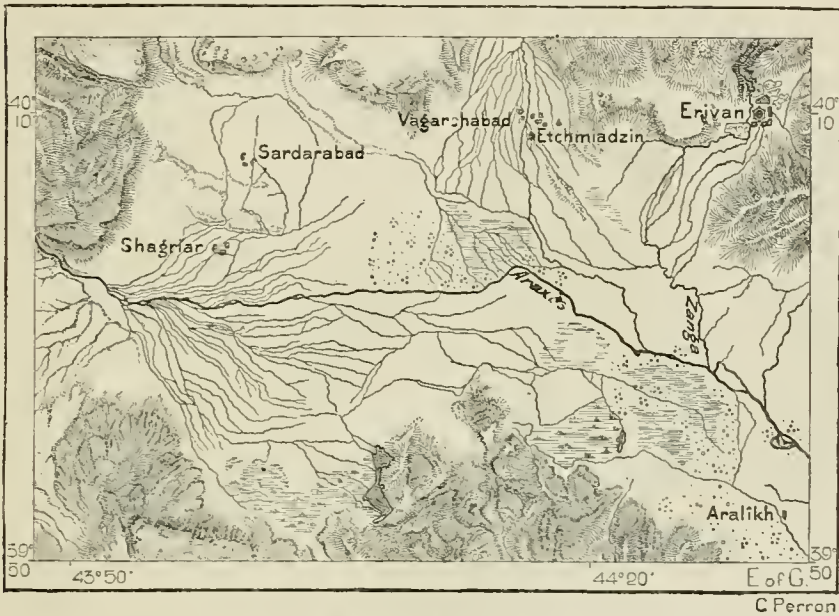 40°
10'
Vagarshabad
Etchmiadzin
Erivan
40°
10'
Sardarabad
Shagriar
Araxes
Zanga
Aralikh
39°
50
43°50'
44°20'
E of G.
39°
50
C. Perron